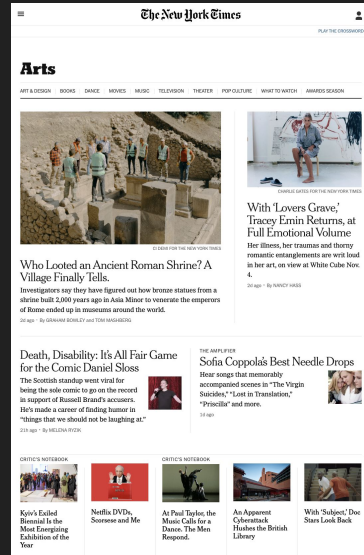 The New York Times
PLAY THE CROSSWORD
Arts
ART & DESIGN BOOKS DANCE MOVIES MUSIC TELEVISION THEATER POP CULTURE WHAT TO WATCH AWARDS SEASON
CJ DEMI FOR THE NEW YORK TIMES
Who Looted an Ancient Roman Shrine? A
Village Finally Tells.
Investigators say they have figured out how bronze statues from a
shrine built 2,000 years ago in Asia Minor to venerate the emperors
of Rome ended up in museums around the world.
2d ago • By GRAHAM BOWLEY and TOM MASHBERG
CHARLIE GATES FOR THE NEW YORK TIMES
With ‘Lovers Grave,’
Tracey Emin Returns, at
Full Emotional Volume
Her illness, her traumas and thorny
romantic entanglements are writ loud
in her art, on view at White Cube Nov.
4.
2d ago • By NANCY HASS
Death, Disability: It’s All Fair Game
for the Comic Daniel Sloss
The Scottish standup went viral for
being the sole comic to go on the record
in support of Russell Brand’s accusers.
He’s made a career of finding humor in
“things that we should not be laughing at.”
21h ago • By MELENA RYZIK
THE AMPLIFIER
Sofia Coppola’s Best Needle Drops
Hear songs that memorably
accompanied scenes in “The Virgin
Suicides,” “Lost in Translation,”
“Priscilla” and more.
1d ago
CRITIC’S NOTEBOOK
Kyiv’s Exiled
Biennial Is the
Most Energizing
Exhibition of the
Year
Netflix DVDs,
Scorsese and Me
CRITIC’S NOTEBOOK
At Paul Taylor, the
Music Calls for a
Dance. The Men
Respond.
An Apparent
Cyberattack
Hushes the British
Library
With ‘Subject,’ Doc
Stars Look Back